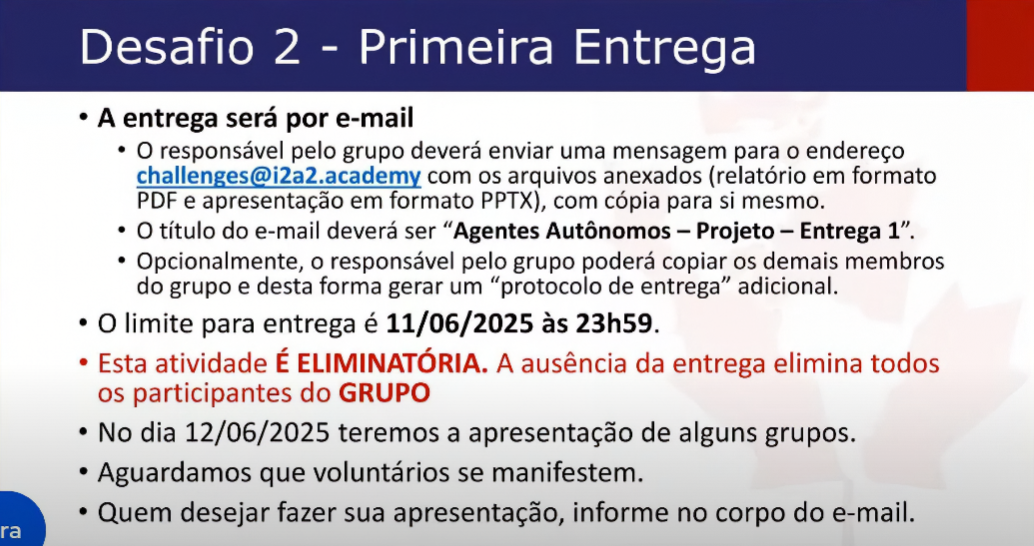 Desafio 2 - Primeira Entrega
• A entrega será por e-mail
• O responsável pelo grupo deverá enviar uma mensagem para o endereço
challenges@i2a2.academy com os arquivos anexados (relatório em formato
PDF e apresentação em formato PPTX), com cópia para si mesmo.
• O título do e-mail deverá ser “Agentes Autônomos – Projeto – Entrega 1”.
• Opcionalmente, o responsável pelo grupo poderá copiar os demais membros
do grupo e desta forma gerar um “protocolo de entrega” adicional.
• O limite para entrega é 11/06/2025 às 23h59.
• Esta atividade É ELIMINATÓRIA. A ausência da entrega elimina todos
os participantes do GRUPO
• No dia 12/06/2025 teremos a apresentação de alguns grupos.
• Aguardamos que voluntários se manifestem.
• Quem desejar fazer sua apresentação, informe no corpo do e-mail.
ra